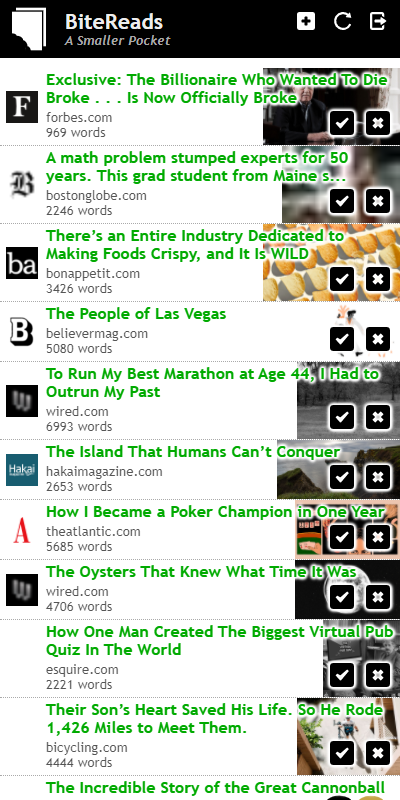 BiteReads
A Smaller Pocket
Exclusive: The Billionaire Who Wanted To Die
Broke . . . Is Now Officially Broke
F
forbes.com
969 words
A math problem stumped experts for 50
years. This grad student from Maine s...
B
bostonglobe.com
2246 words
There’s an Entire Industry Dedicated to
Making Foods Crispy, and It Is WILD
ba
bonappetit.com
3426 words
The People of Las Vegas
B
believermag.com
5080 words
To Run My Best Marathon at Age 44, I Had to
Outrun My Past
W
wired.com
6993 words
The Island That Humans Can’t Conquer
Hakai
magazine
hakaimagazine.com
2653 words
How I Became a Poker Champion in One Year
A
theatlantic.com
5685 words
The Oysters That Knew What Time It Was
W
wired.com
4706 words
How One Man Created The Biggest Virtual Pub
Quiz In The World
esquire.com
2221 words
Their Son’s Heart Saved His Life. So He Rode
1,426 Miles to Meet Them.
bicycling.com
4444 words
The Incredible Story of the Great Cannonball